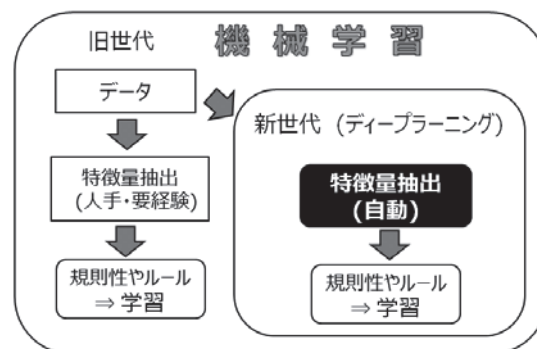 旧世代 機械学習
データ
特徴量抽出
(人手・要経験)
規則性やルール
⇒ 学習
新世代 (ディープラーニング)
特徴量抽出
(自動)
規則性やルール
⇒ 学習